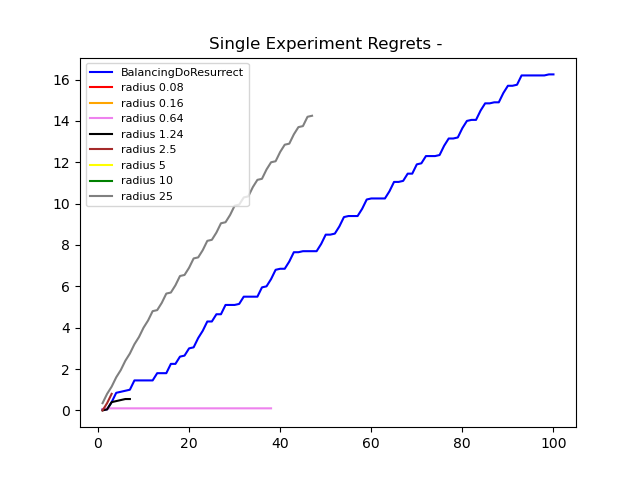 Single Experiment Regrets -
BalancingDoResurrect
radius 0.08
radius 0.16
radius 0.64
radius 1.24
radius 2.5
radius 5
radius 10
radius 25
16
14
12
10
8
6
4
2
0
0 20 40 60 80 100